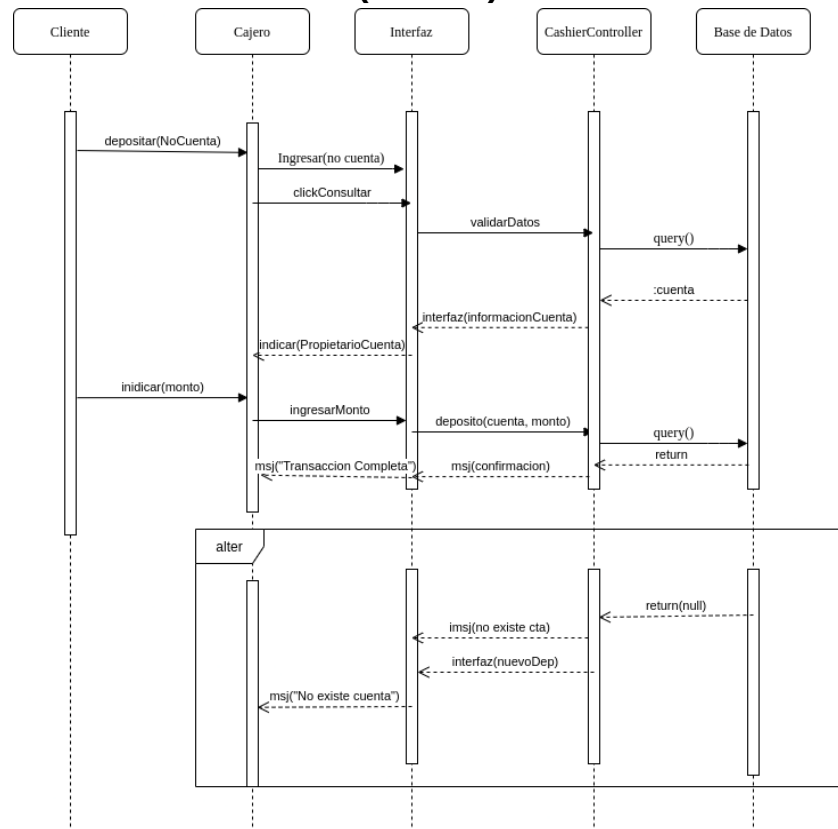 Cliente
Cajero
Interfaz
CashierController
Base de Datos
depositar(NoCuenta)
Ingresar(no cuenta)
clickConsultar
validarDatos
query()
:cuenta
interfaz(informacionCuenta)
indicar(PropietarioCuenta)
inidicar(monto)
ingresarMonto
deposito(cuenta, monto)
query()
return
msj("Transaccion Completa")
msj(confirmacion)
alter
return(null)
imsj(no existe cta)
interfaz(nuevoDep)
msj("No existe cuenta")